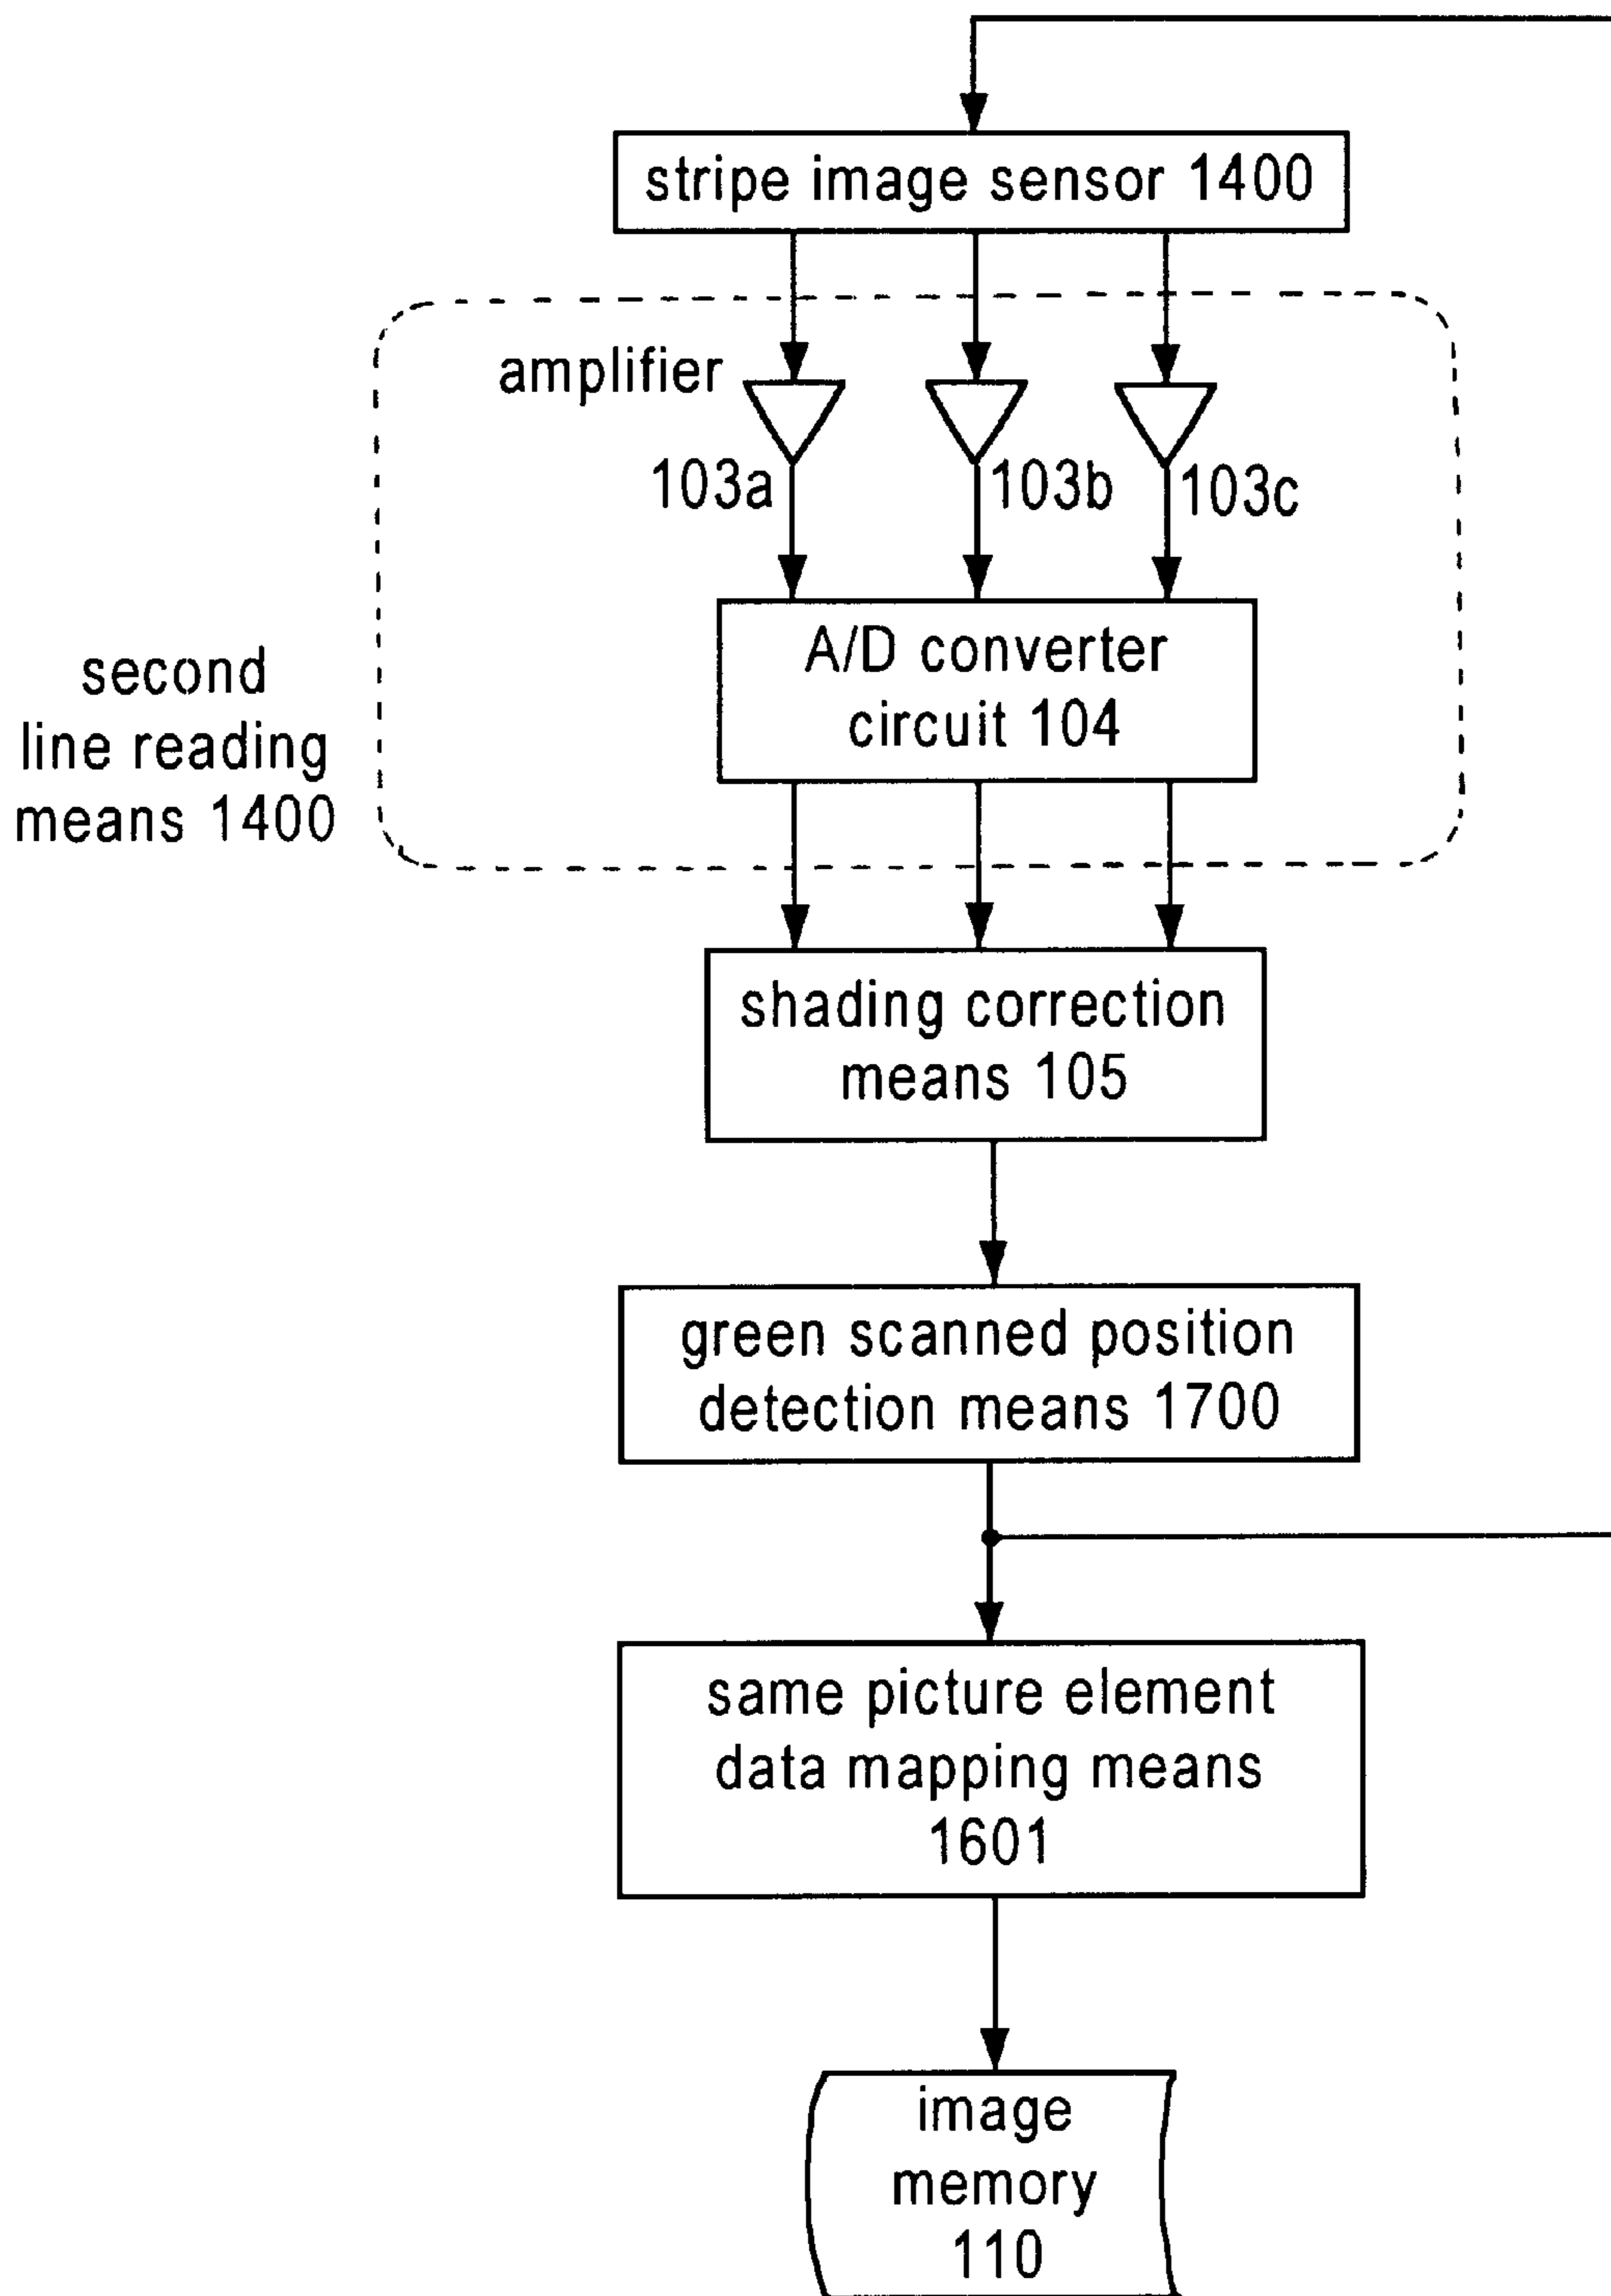 stripe image sensor 1400
amplifier
103a
103b
103c
A/D converter
circuit 104
second
line reading
means 1400
shading correction
means 105
green scanned position
detection means 1700
same picture element
data mapping means
1601
image
memory
110